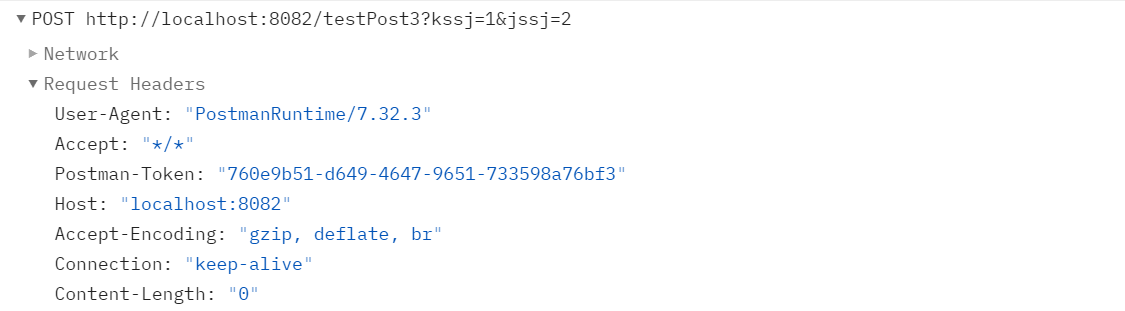 POST http://localhost:8082/testPost3?kssj=1&jssj=2
Network
Request Headers
User-Agent: "PostmanRuntime/7.32.3"
Accept: "*/*"
Postman-Token: "760e9b51-d649-4647-9651-733598a76bf3"
Host: "localhost:8082"
Accept-Encoding: "gzip, deflate, br"
Connection: "keep-alive"
Content-Length: "0"